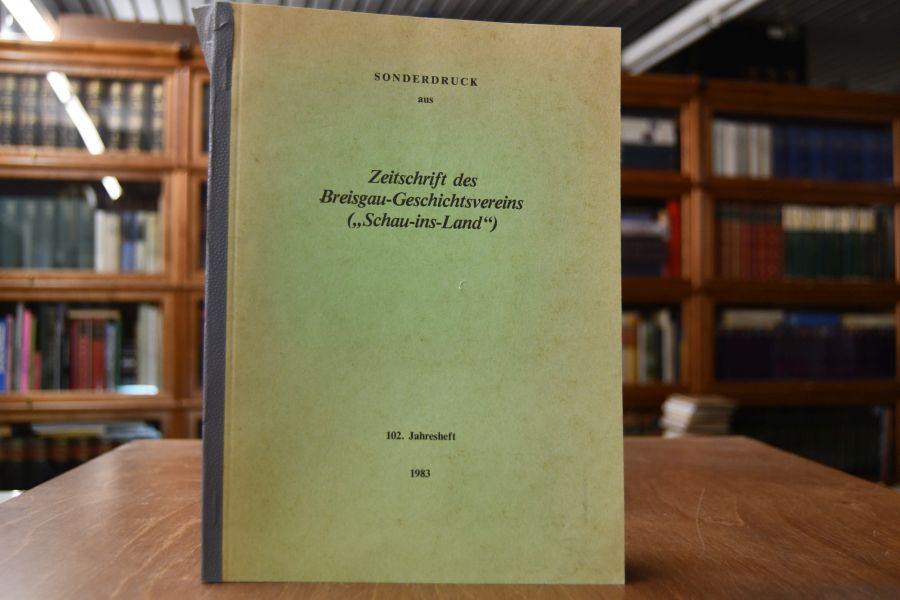 SONDERDRUCK
aus
Zeitschrift des
Breisgau-Geschichtsvereins
(„Schau-ins-Land“)
102. Jahresheft
1983